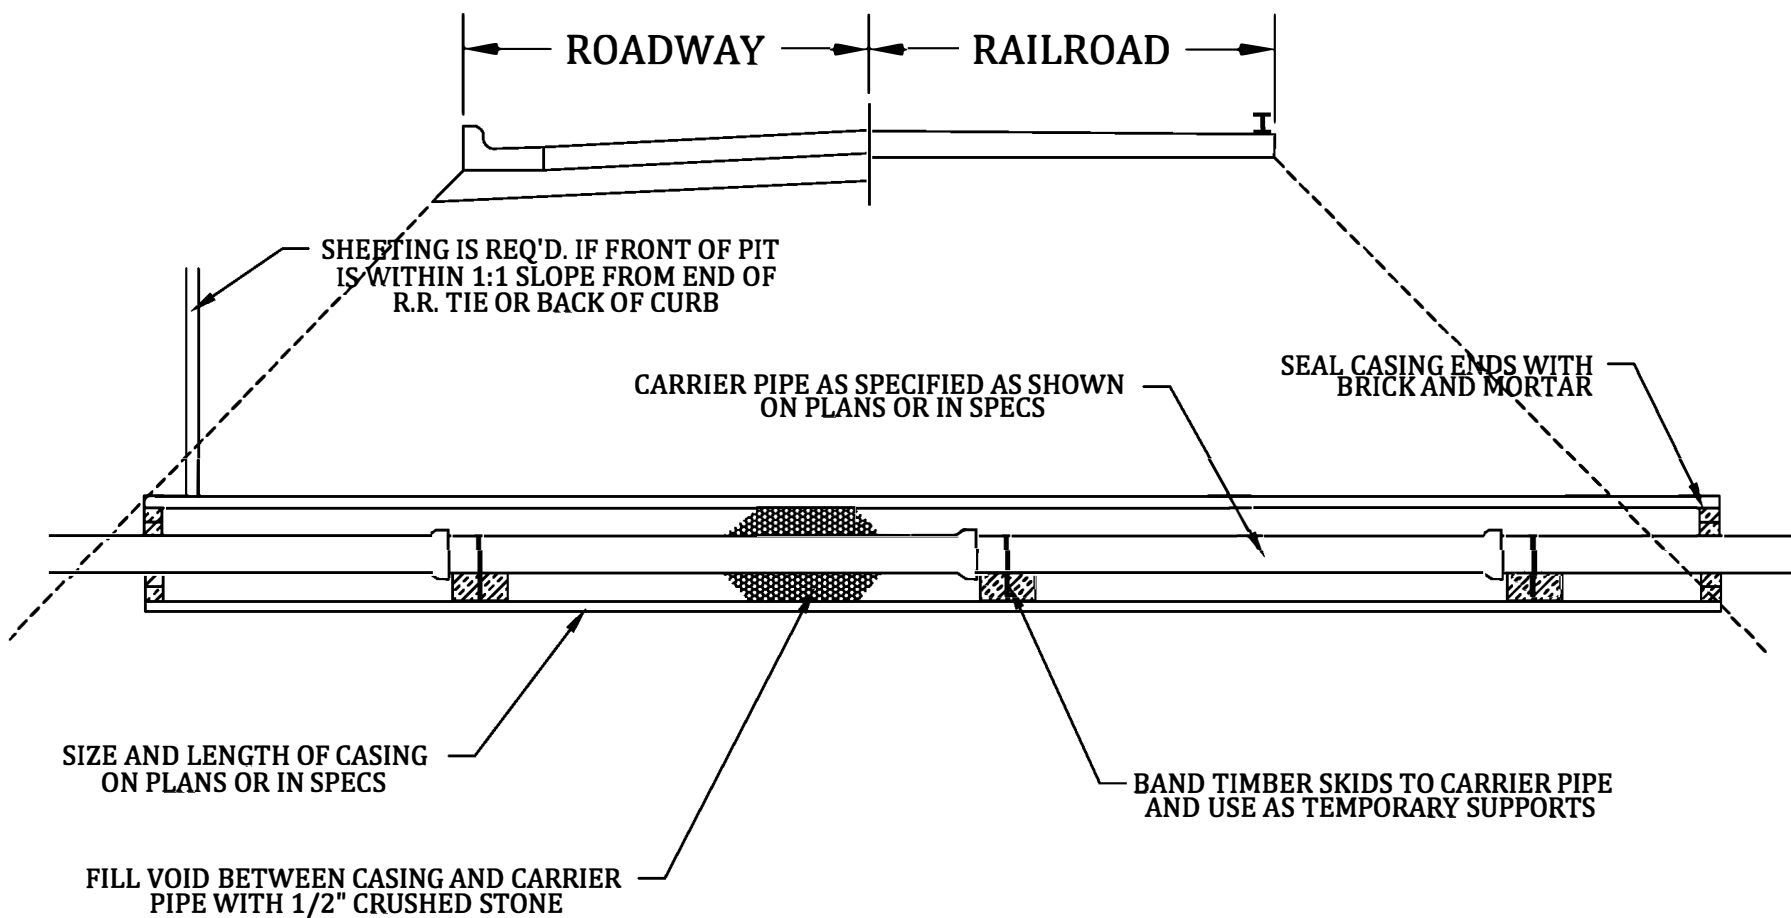 ROADWAY
RAILROAD
SHEETING IS REQ'D. IF FRONT OF PIT
IS WITHIN 1:1 SLOPE FROM END OF
R.R. TIE OR BACK OF CURB
CARRIER PIPE AS SPECIFIED AS SHOWN
ON PLANS OR IN SPECS
SEAL CASING ENDS WITH
BRICK AND MORTAR
SIZE AND LENGTH OF CASING
ON PLANS OR IN SPECS
BAND TIMBER SKIDS TO CARRIER PIPE
AND USE AS TEMPORARY SUPPORTS
FILL VOID BETWEEN CASING AND CARRIER
PIPE WITH 1/2" CRUSHED STONE